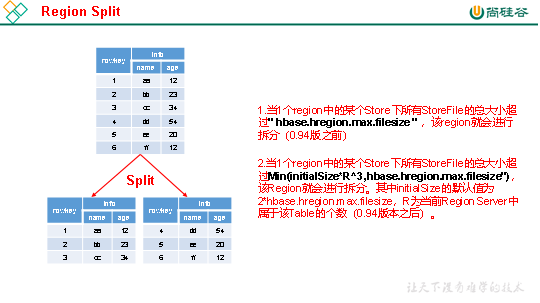 Region Split
尚硅谷
rowkey info
name age
1 aa 12
2 bb 23
3 cc 34
4 dd 54
5 ee 20
6 ff 12
Split
rowkey info
name age
1 aa 12
2 bb 23
3 cc 34
rowkey info
name age
4 dd 54
5 ee 20
6 ff 12
1.当1个region中的某个Store下所有StoreFile的总大小超
过" hbase.hregion.max.filesize" ，该region就会进行
拆分（0.94版之前）
2.当1个region中的某个Store下所有StoreFile的总大小超
过Min(initialSize*R^3,hbase.hregion.max.filesize"),
该Region就会进行拆分。其中initialSize的默认值为
2*hbase.hregion.max.filesize，R为当前Region Server中
属于该Table的个数（0.94版本之后）。
让天下没有难学的技术